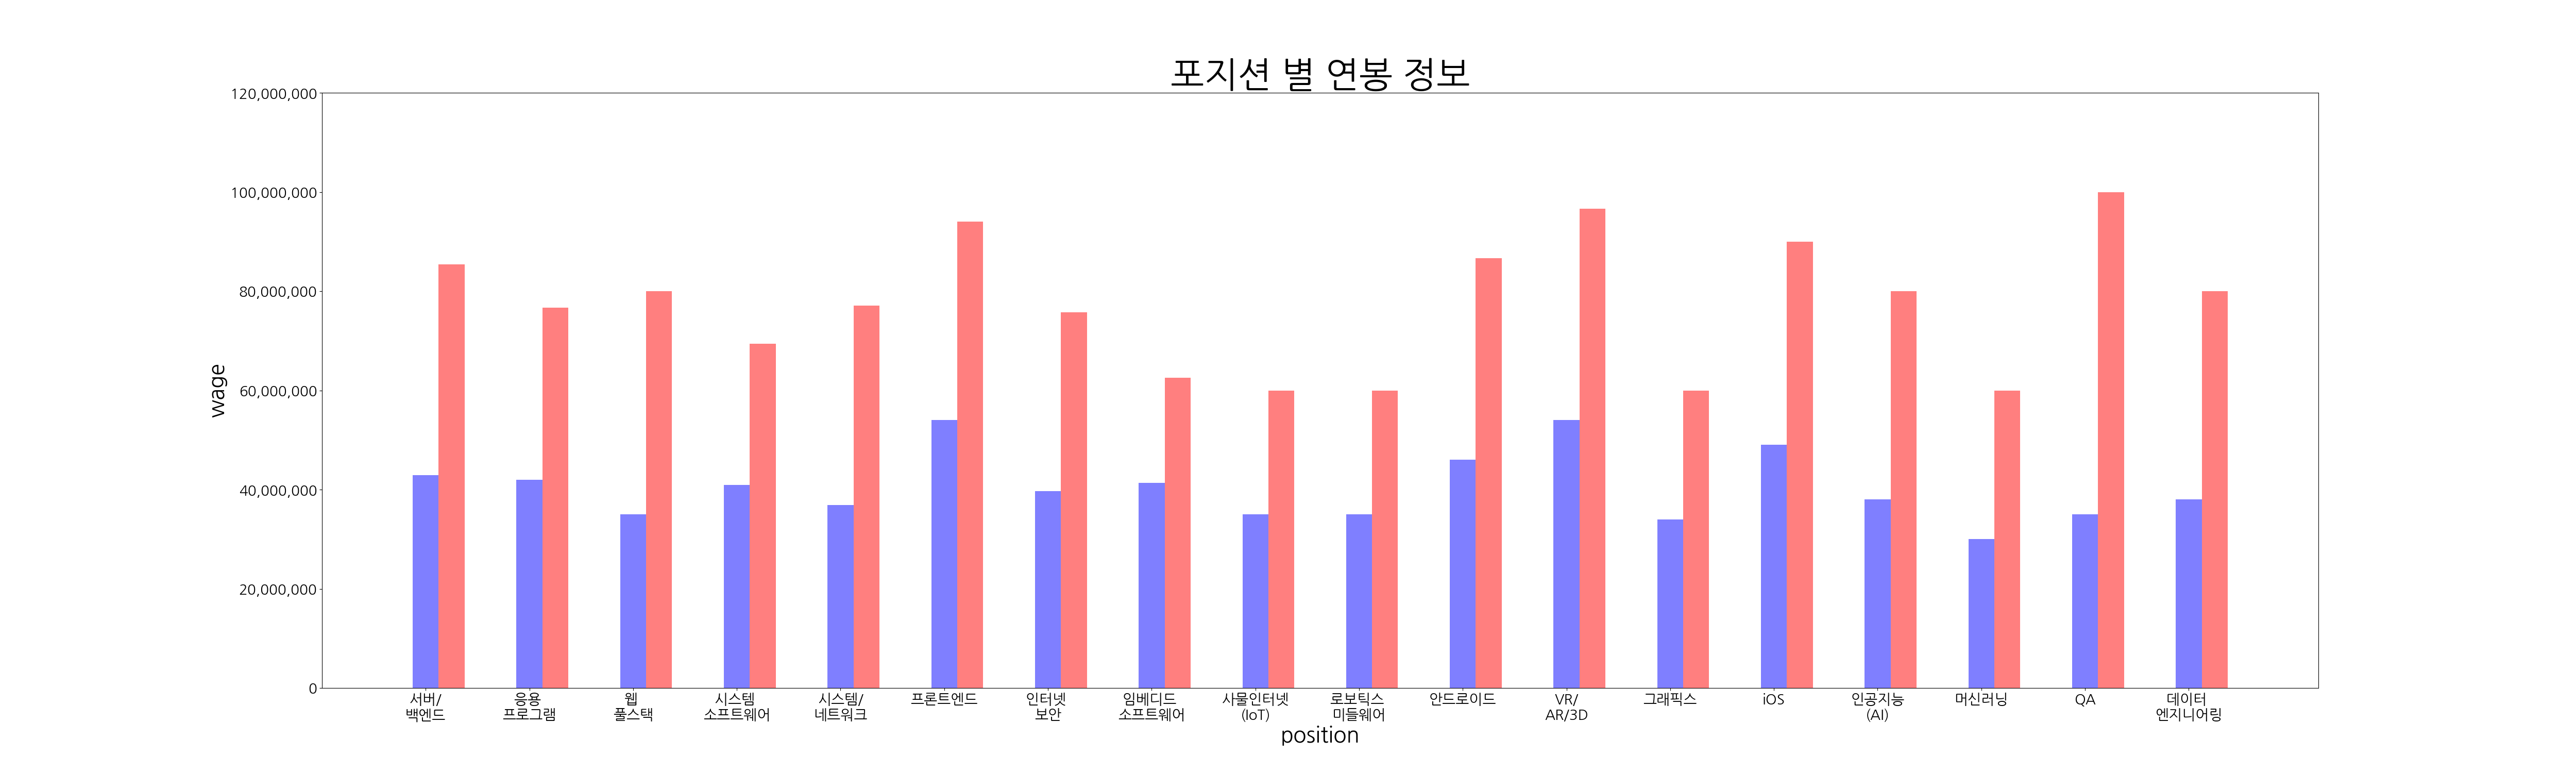 포지션 별 연봉 정보
120,000,000
100,000,000
80,000,000
60,000,000
40,000,000
20,000,000
0
wage
서버/
백엔드
응용
프로그램
웹
풀스택
시스템
소프트웨어
시스템/
네트워크
프론트엔드
인터넷
보안
임베디드
소프트웨어
사물인터넷
(IoT)
로보틱스
미들웨어
안드로이드
VR/
AR/3D
그래픽스
iOS
인공지능
(AI)
머신러닝
QA
데이터
엔지니어링
position